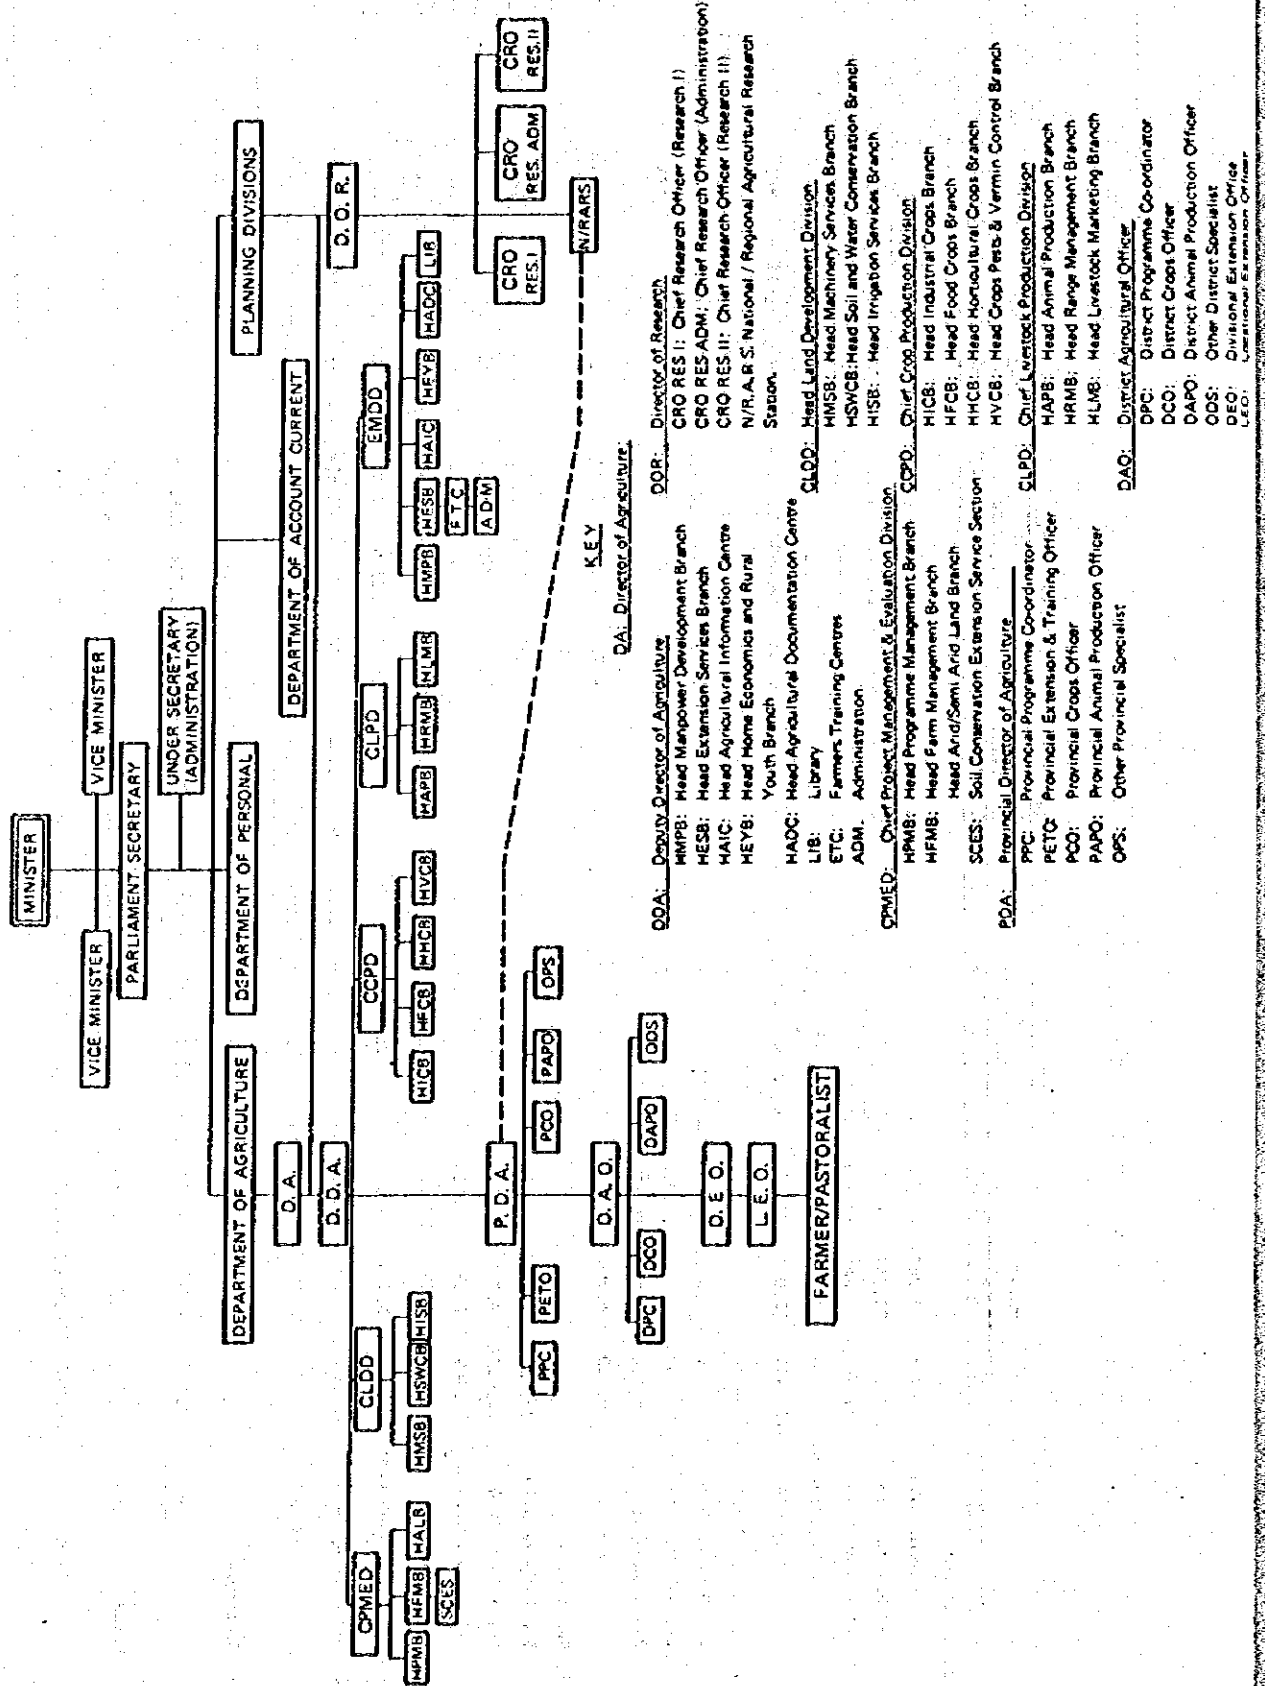 MINISTER
VICE MINISTER
VICE MINISTER
PARLIAMENT SECRETARY
UNDER SECRETARY
(ADMINISTRATION)
DEPARTMENT OF AGRICULTURE
DEPARTMENT OF PERSONAL
DEPARTMENT OF ACCOUNT CURRENT
PLANNING DIVISIONS
D. A.
D. D. A.
D. O. R.
CPMED
CLDD
CCPD
CLPD
EMDD
HPMB
HFMB
HALB
SCES
HMSB
HSWCB
HISB
HICB
HFCB
HHCB
HVCB
HAPB
HRMB
HLMB
HMPB
HESB
HAIC
HEYB
HADC
LIB
F T C
A D M
CRO
RES.I
CRO
RES. ADM
CRO
RES.II
N/RARS
P. D. A.
PPC
PETO
PCO
PAPO
OPS
D. A. O.
DPC
DCO
DAPO
ODS
D. E. O.
L. E. O.
FARMER/PASTORALIST
K E Y
DA: Director of Agriculture
DDA: Deputy Director of Agriculture
HMPB: Head Manpower Development Branch
HESB: Head Extension Services Branch
HAIC: Head Agricultural Information Centre
HEYB: Head Home Economics and Rural
Youth Branch
HADC: Head Agricultural Documentation Centre
LIB: Library
Farmers Training Centres
ADM. Administration
CPMED: Chief Project Management & Evaluation Division
HPMB: Head Programme Management Branch
HFMB: Head Farm Management Branch
Head Arid/Semi Arid Land Branch
SCES: Soil Conservation Extension Service Section
PDA: Provincial Director of Agriculture
PPC: Provincial Programme Co-ordinator
PETO: Provincial Extension & Training Officer
PCO: Provincial Crops Officer
PAPO: Provincial Animal Production Officer
OPS: Other Provincial Specialist
DOR: Director of Research
CRO RES I: Chief Research Officer (Research I)
CRO RES ADM: Chief Research Officer (Administration)
CRO RES II: Chief Research Officer (Research II)
N/R.A.R.S. National / Regional Agricultural Research
Station.
CLDD: Head Land Development Division
HMSB: Head Machinery Services Branch
HSWCB: Head Soil and Water Conservation Branch
HISB: Head Irrigation Services Branch
CCPD: Chief Crop Production Division
HICB: Head Industrial Crops Branch
HFCB: Head Food Crops Branch
HHCB: Head Horticultural Crops Branch
HVCB: Head Crops Pests & Vermin Control Branch
CLPD: Chief Livestock Production Division
HAPB: Head Animal Production Branch
HRMB: Head Range Management Branch
HLMB: Head Livestock Marketing Branch
DAO: District Agricultural Officer
DPC: District Programme Co-ordinator
DCO: District Crops Officer
DAPO: District Animal Production Officer
ODS: Other District Specialist
DEO: Divisional Extension Office
LEO: Locational Extension Officer